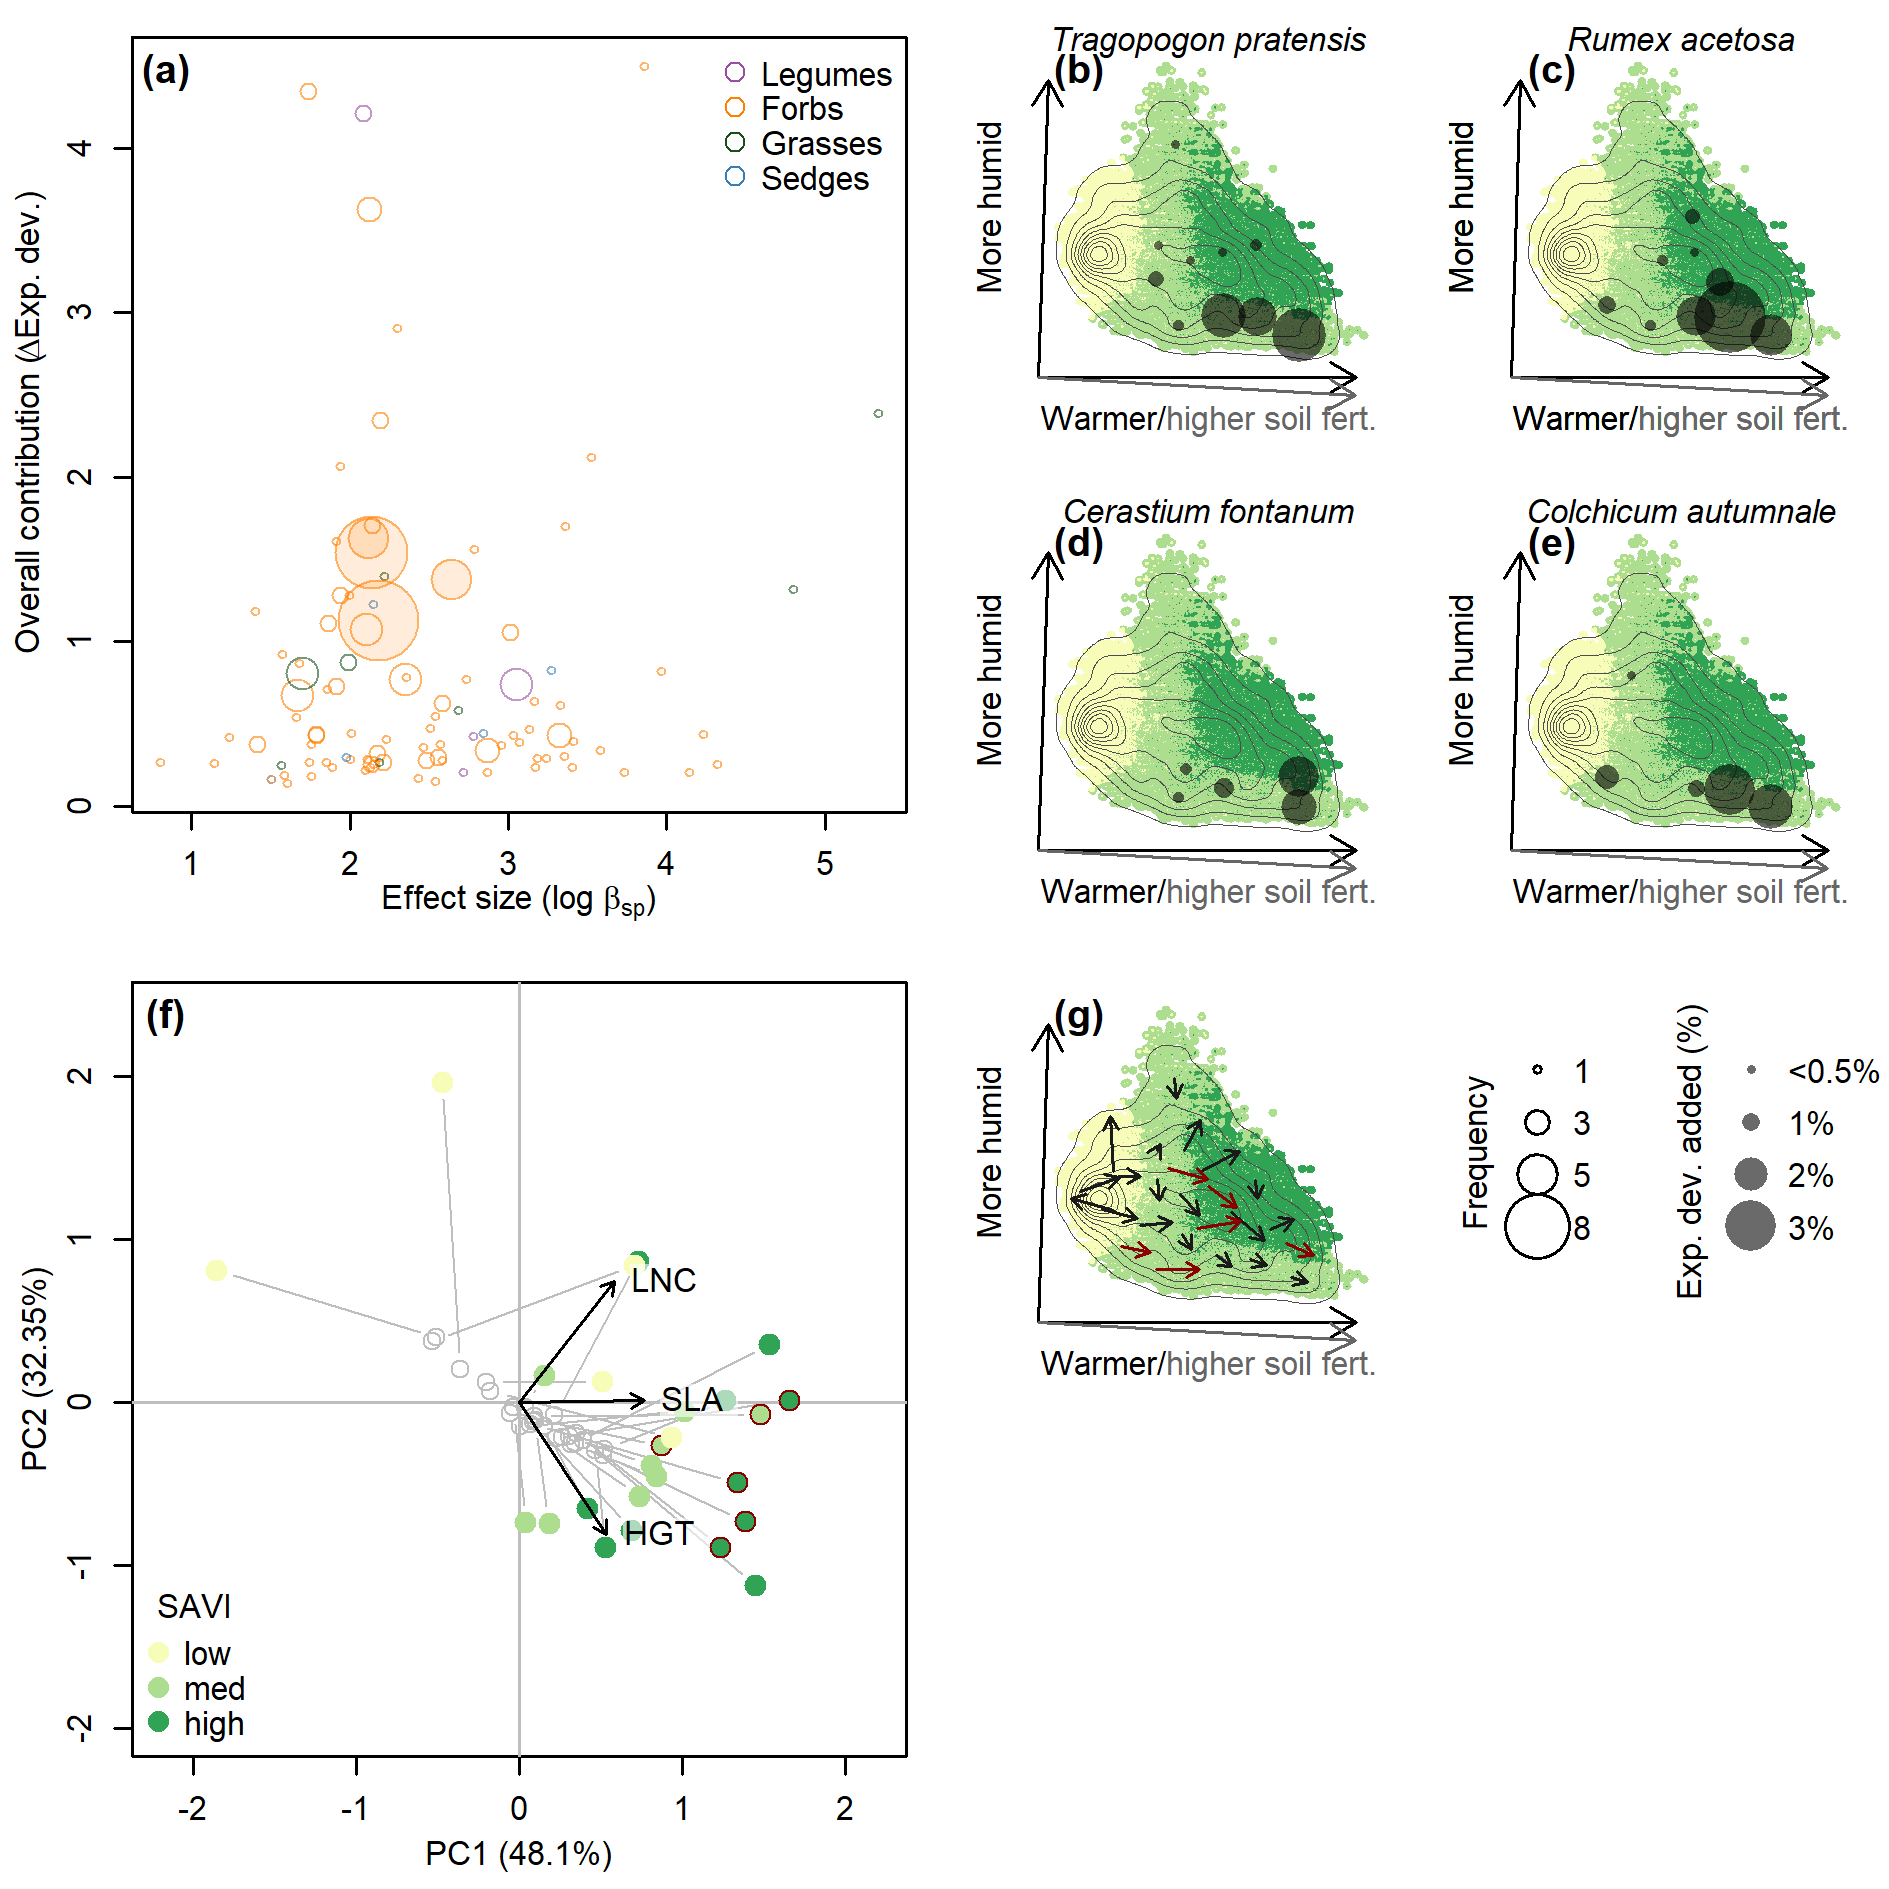 (a)
Legumes
Forbs
Grasses
Sedges
Overall contribution (ΔExp. dev.)
0
1
2
3
4
1
2
3
4
5
Effect size (log βsp)
Tragopogon pratensis
(b)
More humid
Warmer/higher soil fert.
Rumex acetosa
(c)
More humid
Warmer/higher soil fert.
Cerastium fontanum
(d)
More humid
Warmer/higher soil fert.
Colchicum autumnale
(e)
More humid
Warmer/higher soil fert.
(f)
LNC
SLA
HGT
SAVI
low
med
high
PC2 (32.35%)
-2
-1
0
1
2
-2
-1
0
1
2
PC1 (48.1%)
(g)
More humid
Warmer/higher soil fert.
Frequency
1
3
5
8
Exp. dev. added (%)
<0.5%
1%
2%
3%